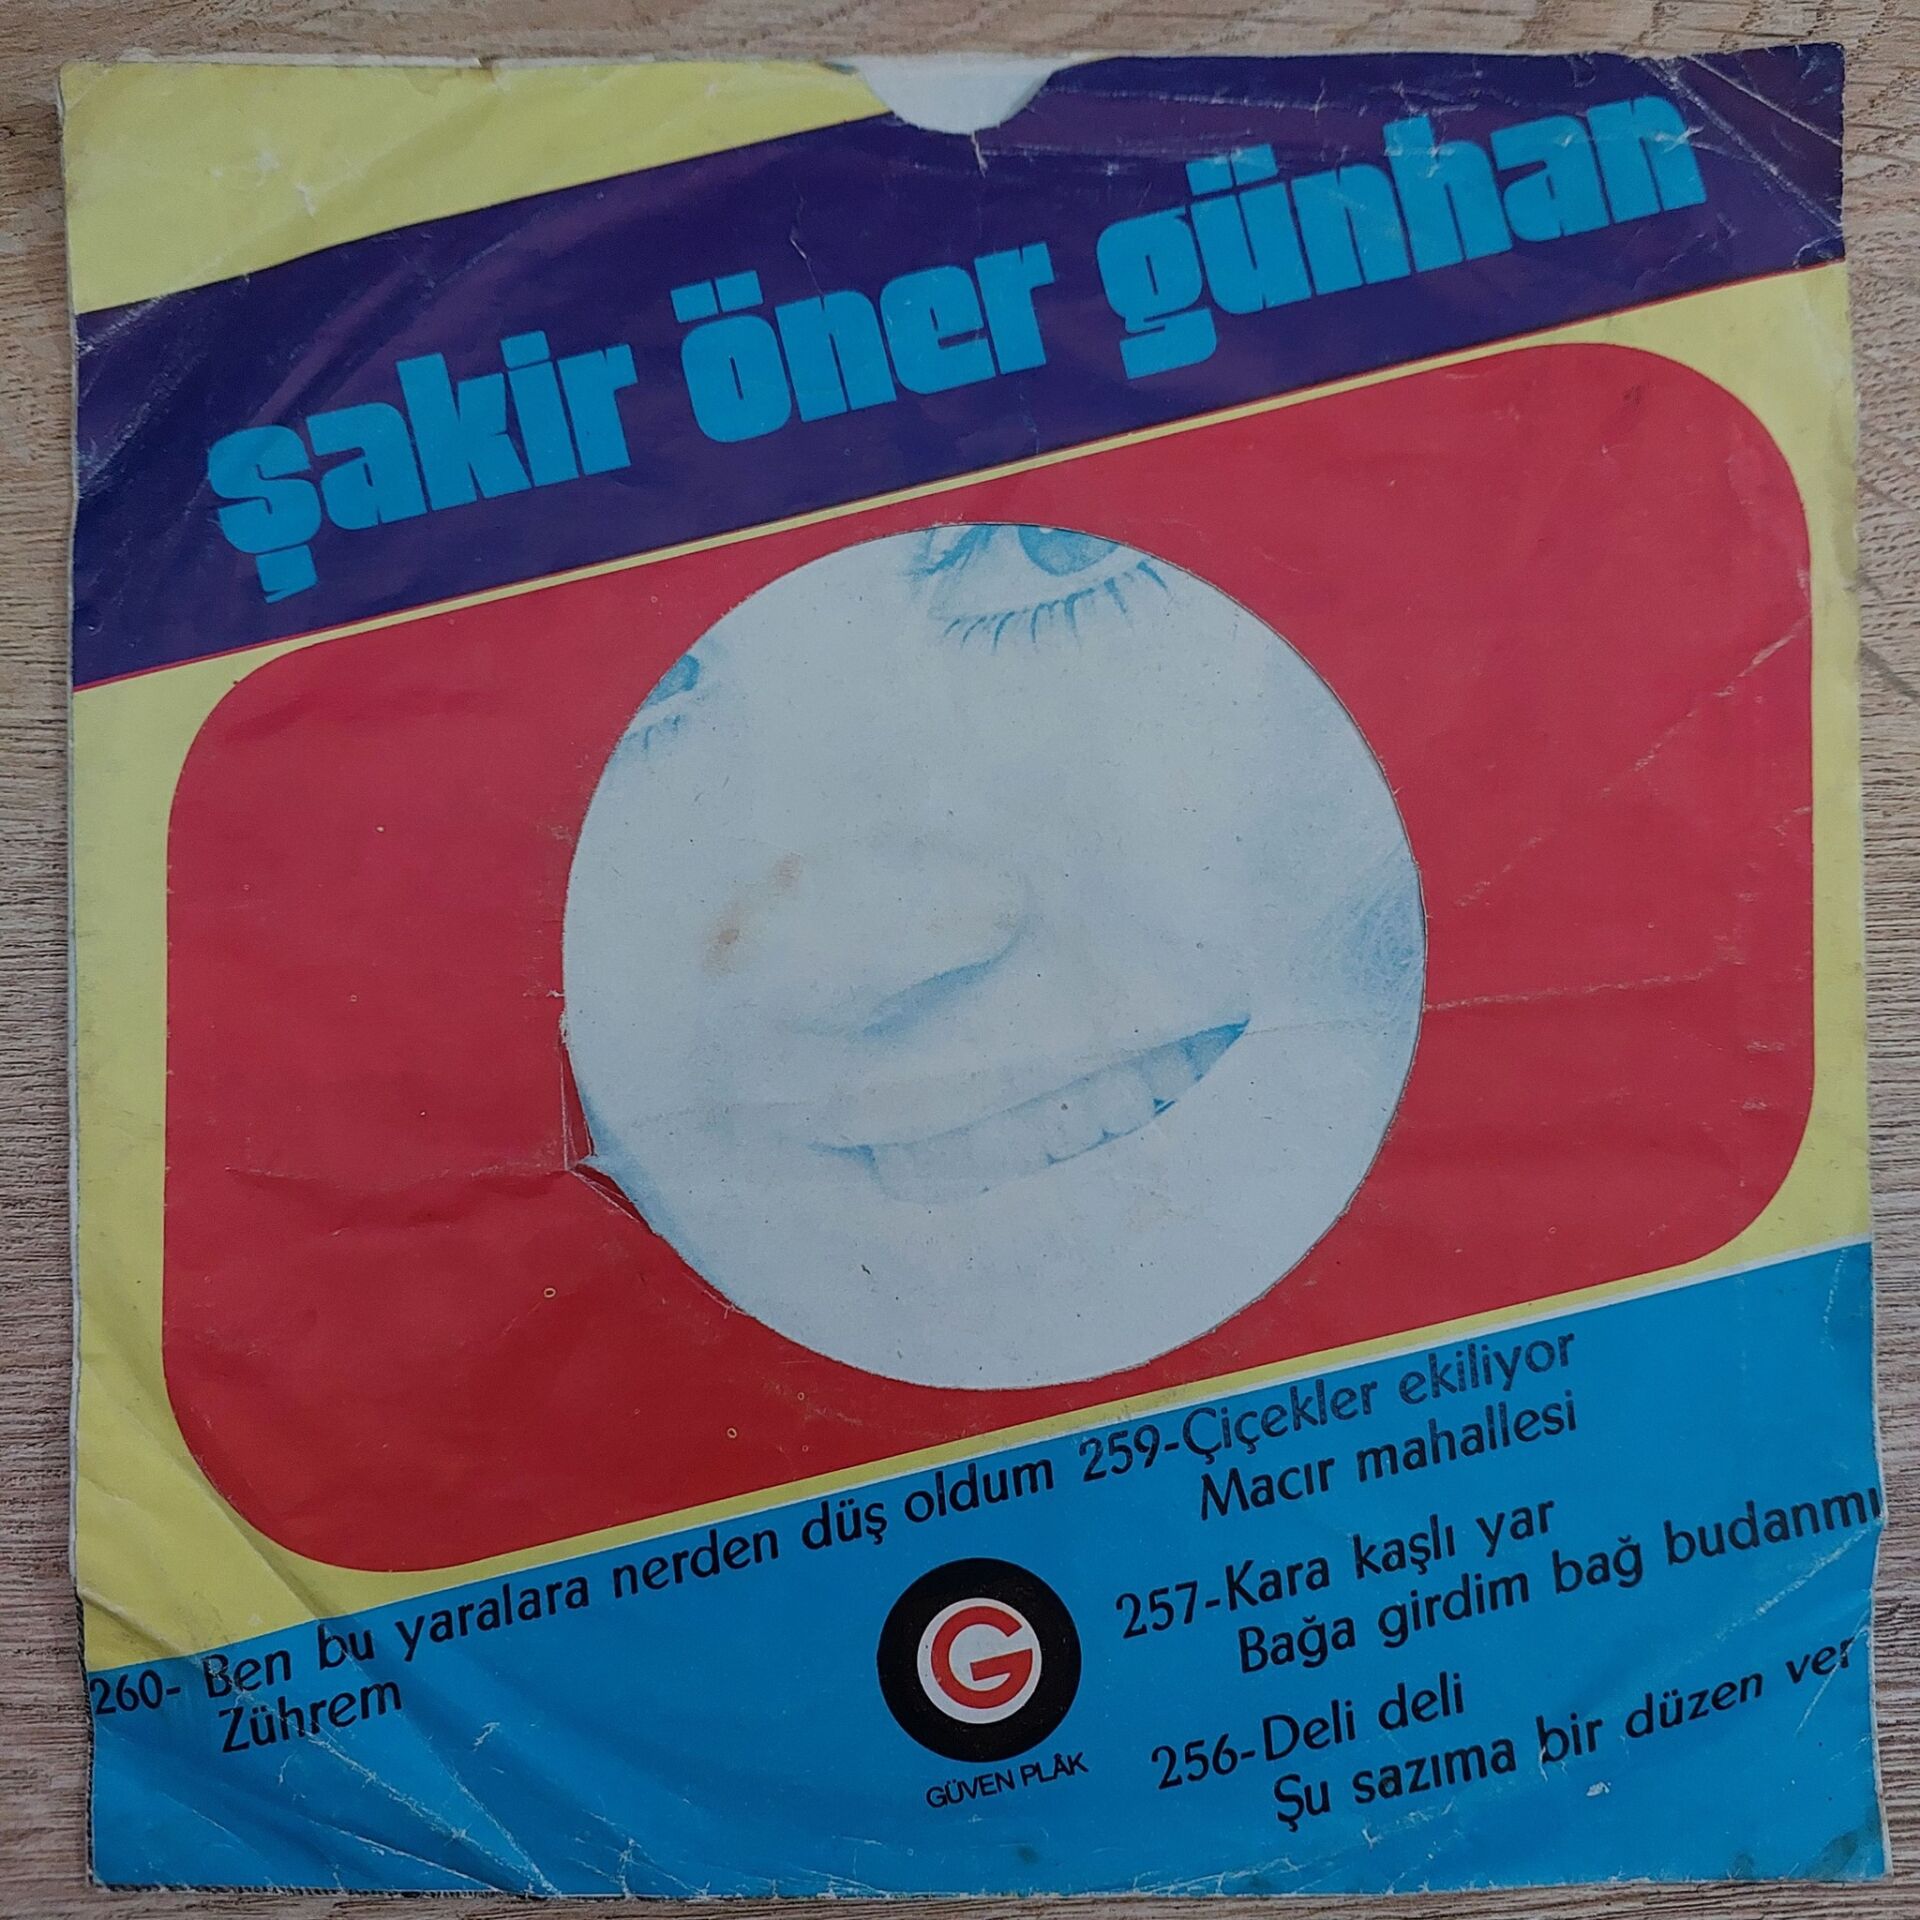 şakir öner günhan
260- Ben bu yaralara nerden düş oldum
Zührem
259-Çiçekler ekiliyor
Macır mahallesi
257-Kara kaşlı yar
Bağa girdim bağ budanmı
256-Deli deli
Şu sazıma bir düzen ver
G
GÜVEN PLÂK